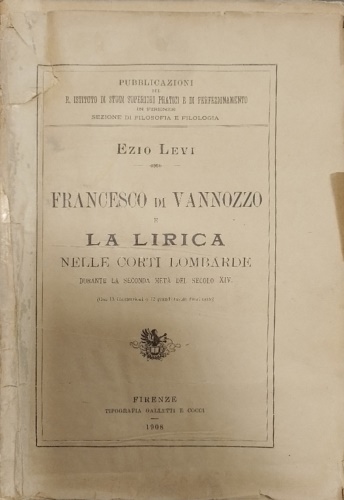 PUBBLICAZIONI
DEL
R. ISTITUTO DI STUDI SUPERIORI PRATICI E DI PERFEZIONAMENTO
IN FIRENZE
SEZIONE DI FILOSOFIA E FILOLOGIA
EZIO LEVI
FRANCESCO DI VANNOZZO
E
LA LIRICA
NELLE CORTI LOMBARDE
DURANTE LA SECONDA METÀ DEL SECOLO XIV.
FIRENZE
TIPOGRAFIA GALLETTI E COCCI
1908